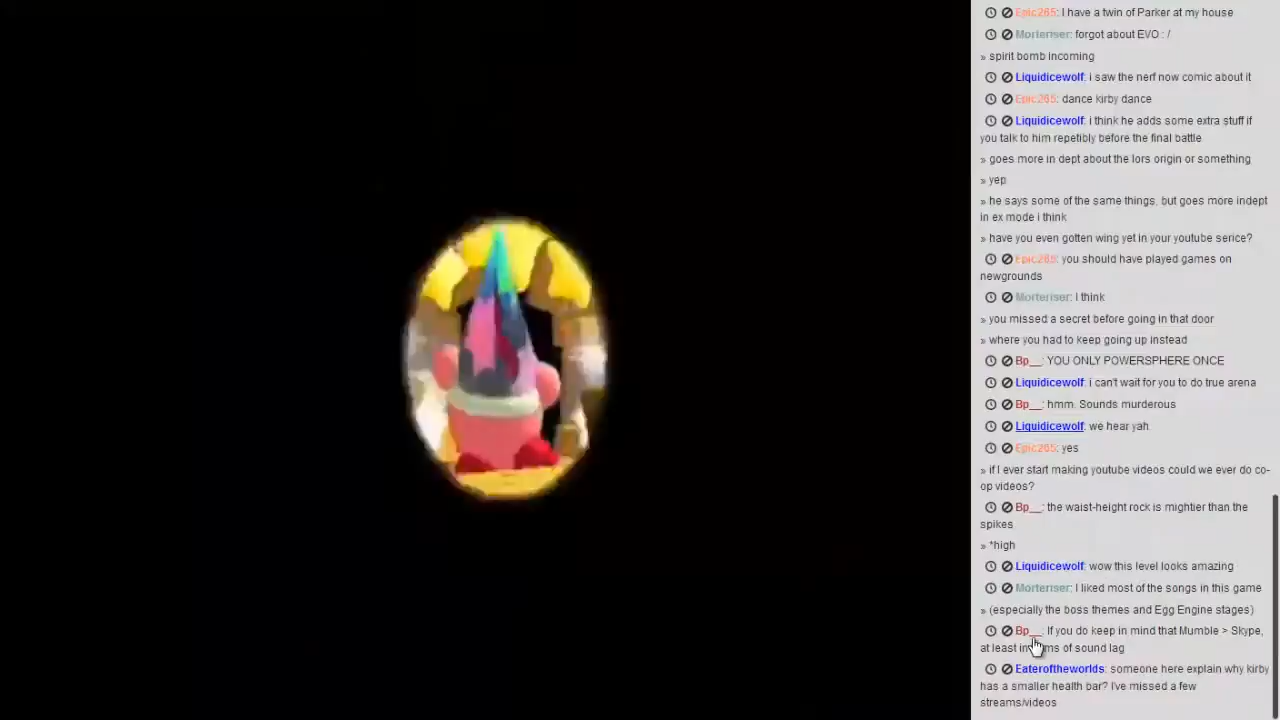 Epic265: I have a twin of Parker at my house
Morteriser: forgot about EVO : /
» spirit bomb incoming
Liquidicewolf: i saw the nerf now comic about it
Epic265: dance kirby dance
Liquidicewolf: i think he adds some extra stuff if
you talk to him repetibly before the final battle
» goes more in dept about the lors origin or something
» yep
» he says some of the same things, but goes more indept
in ex mode i think
» have you even gotten wing yet in your youtube serice?
Epic265: you should have played games on
newgrounds
Morteriser: I think
» you missed a secret before going in that door
» where you had to keep going up instead
Bp__: YOU ONLY POWERSPHERE ONCE
Liquidicewolf: i can't wait for you to do true arena
Bp__: hmm. Sounds murderous
Liquidicewolf: we hear yah
Epic265: yes
» if I ever start making youtube videos could we ever do co-
op videos?
Bp__: the waist-height rock is mightier than the
spikes
» *high
Liquidicewolf: wow this level looks amazing
Morteriser: I liked most of the songs in this game
» (especially the boss themes and Egg Engine stages)
Bp__: If you do keep in mind that Mumble > Skype,
at least in of sound lag
Eateroftheworlds: someone here explain why kirby
has a smaller health bar? I've missed a few
streams/videos